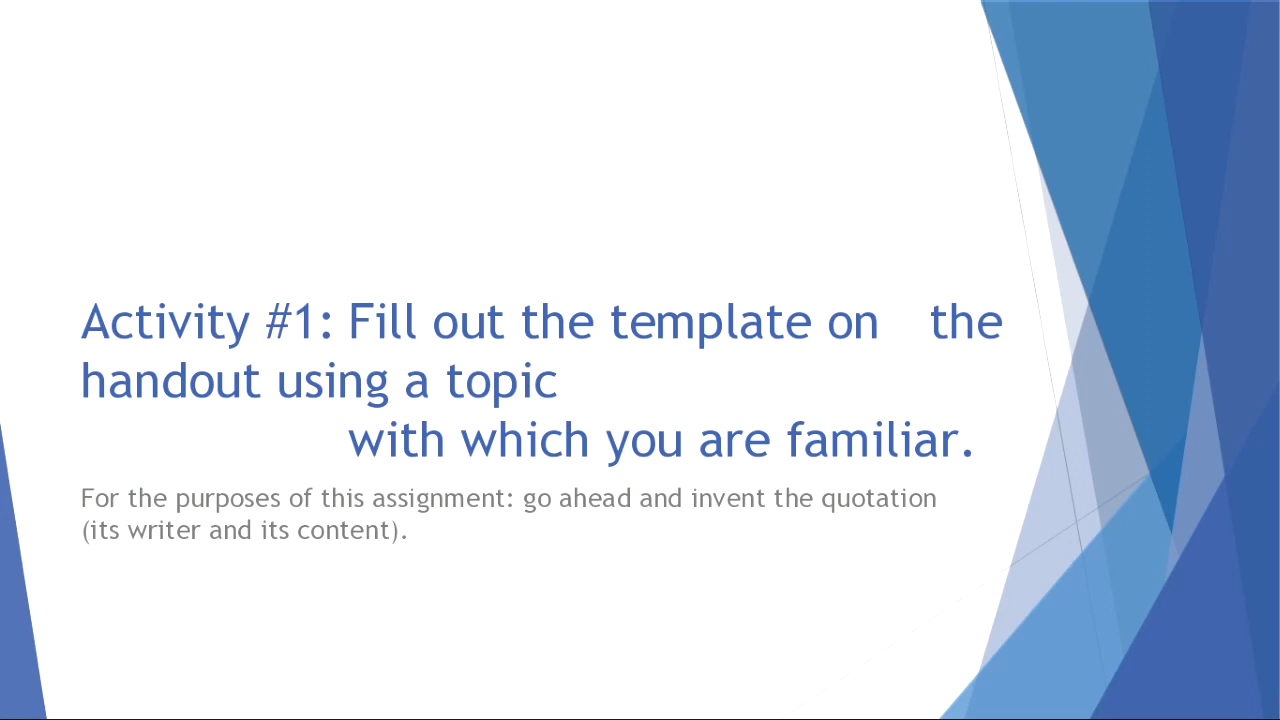 Activity #1: Fill out the template on the
handout using a topic
with which you are familiar.
For the purposes of this assignment: go ahead and invent the quotation
(its writer and its content).